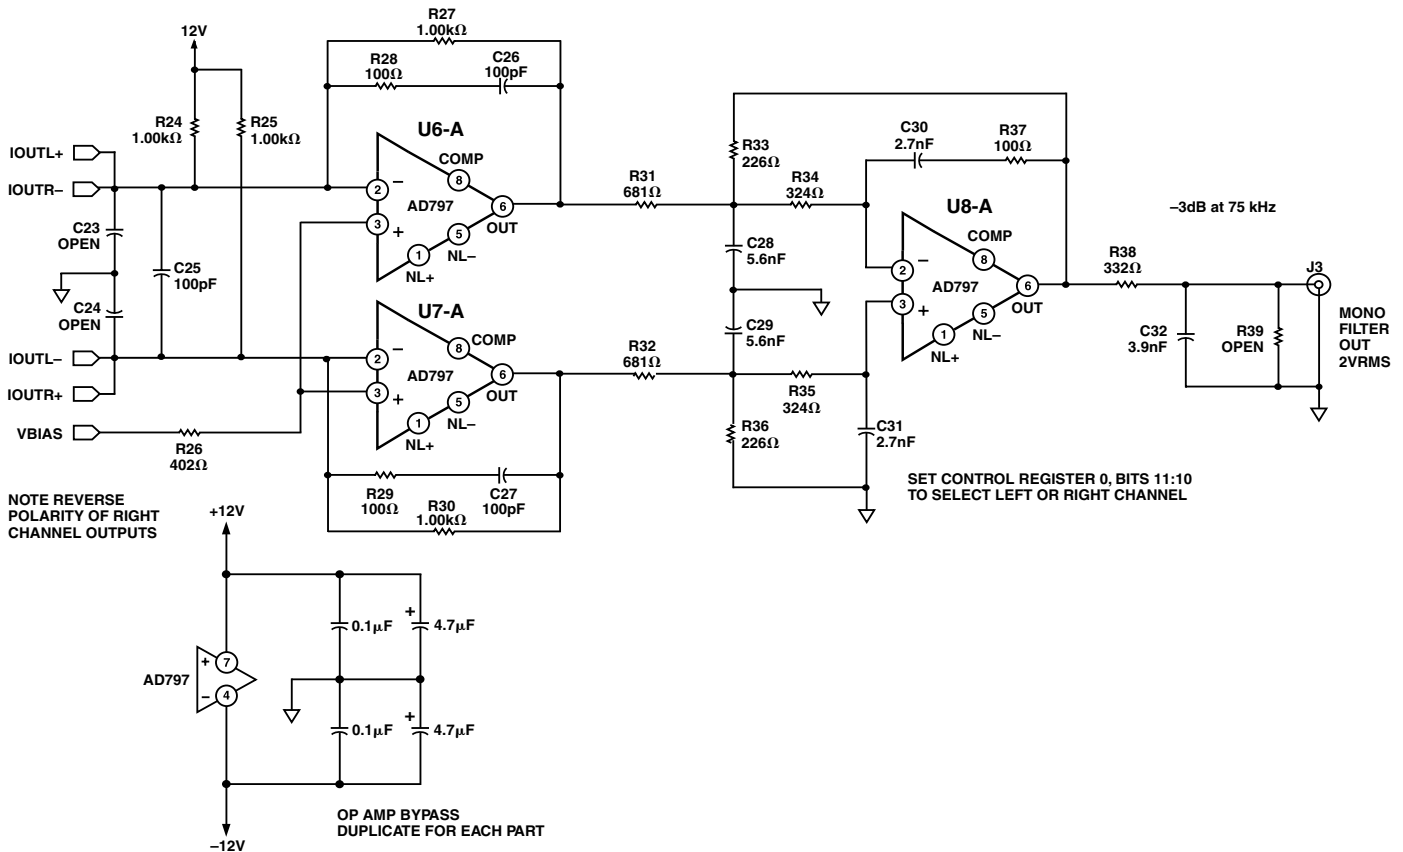 R27
1.00kΩ
12V
R28
100Ω
C26
100pF
R24
1.00kΩ
R25
1.00kΩ
U6-A
COMP
8
2
–
AD797
3
+
6
OUT
5
NL–
1
NL+
IOUTL+
IOUTR–
C23
OPEN
C25
100pF
C24
OPEN
IOUTL–
IOUTR+
VBIAS
R26
402Ω
U7-A
COMP
8
2
–
AD797
3
+
6
OUT
5
NL–
1
NL+
R29
100Ω
C27
100pF
R30
1.00kΩ
R31
681Ω
R33
226Ω
R34
324Ω
C30
2.7nF
R37
100Ω
C28
5.6nF
C29
5.6nF
R32
681Ω
R35
324Ω
R36
226Ω
C31
2.7nF
U8-A
COMP
8
2
–
AD797
3
+
6
OUT
5
NL–
1
NL+
–3dB at 75 kHz
R38
332Ω
J3
C32
3.9nF
R39
OPEN
MONO
FILTER
OUT
2VRMS
SET CONTROL REGISTER 0, BITS 11:10
TO SELECT LEFT OR RIGHT CHANNEL
NOTE REVERSE
POLARITY OF RIGHT
CHANNEL OUTPUTS
+12V
AD797
+
7
–
4
0.1μF
+
4.7μF
0.1μF
+
4.7μF
–12V
OP AMP BYPASS
DUPLICATE FOR EACH PART